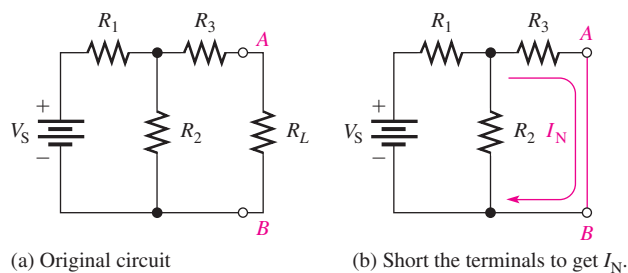 R1
R3
A
VS
+
−
R2
RL
B
(a) Original circuit
R1
R3
A
VS
+
−
R2
IN
B
(b) Short the terminals to get IN.